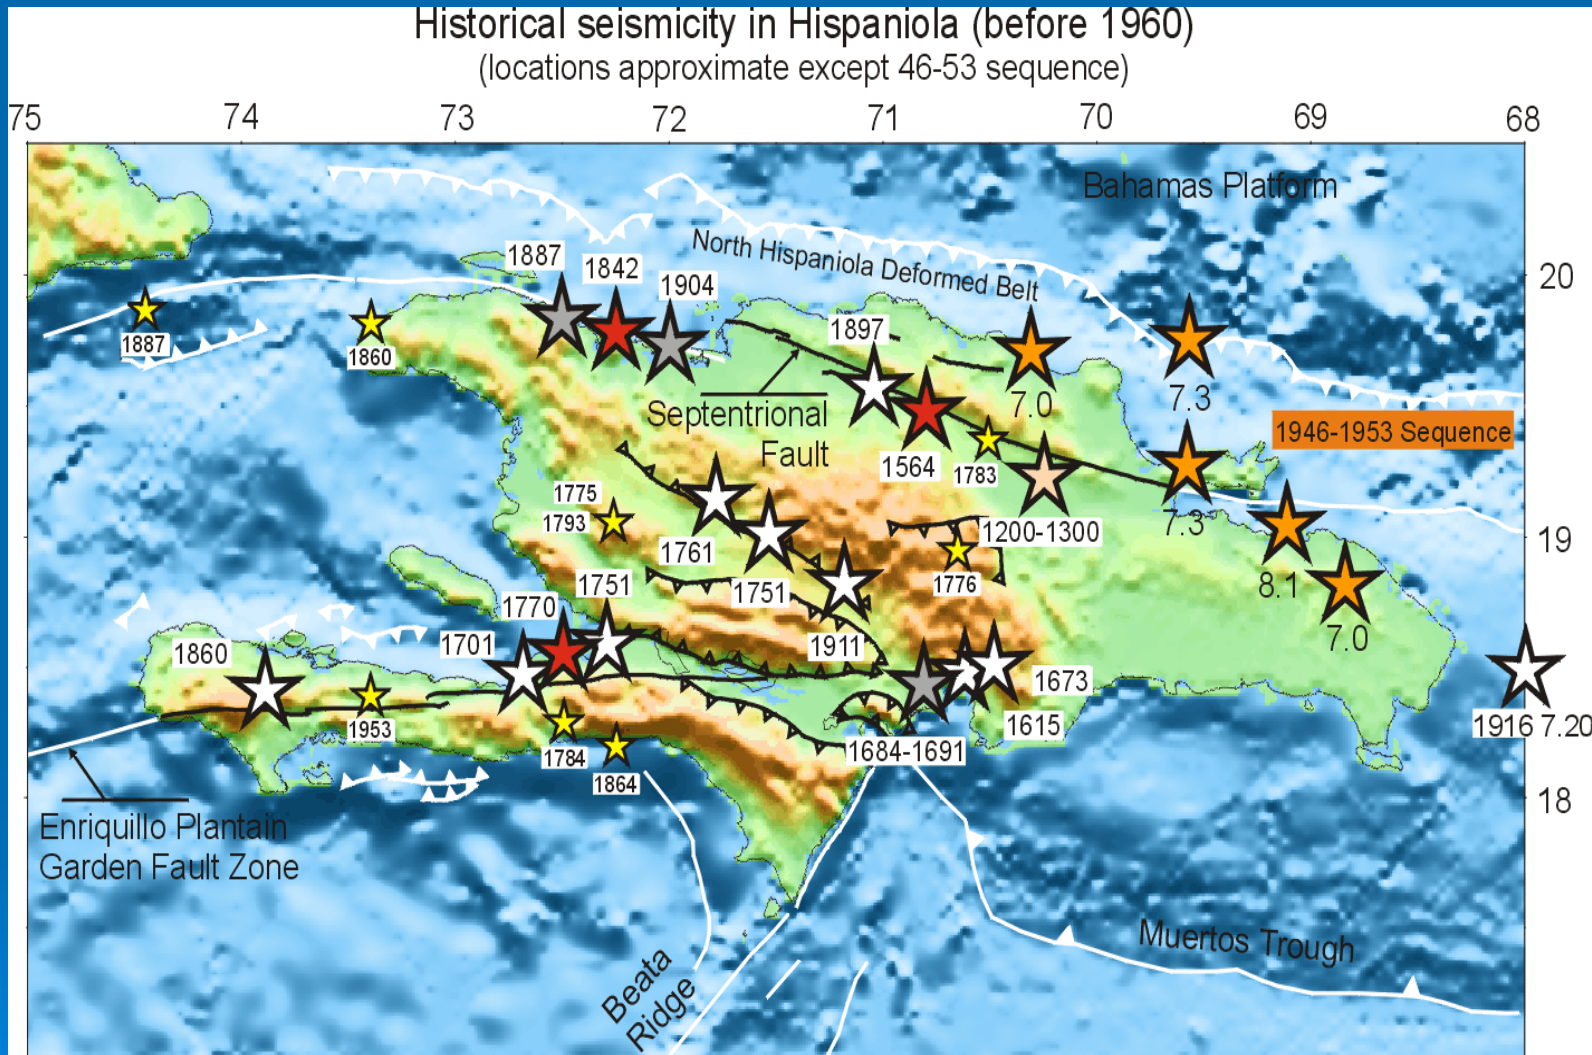 Historical seismicity in Hispaniola (before 1960)
(locations approximate except 46-53 sequence)
75 74 73 72 71 70 69 68
Bahamas Platform
North Hispaniola Deformed Belt
1887
1842
1904
20
1887
1860
1897
7.0
7.3
Septentrional
Fault
1946-1953 Sequence
1564
1783
1775
1793
1761
1200-1300
7.3
19
1751
1751
1776
8.1
1770
1701
1911
7.0
1860
1673
1615
1953
1684-1691
1916 7.20
1784
1864
18
Enriquillo Plantain
Garden Fault Zone
Muertos Trough
Beata
Ridge